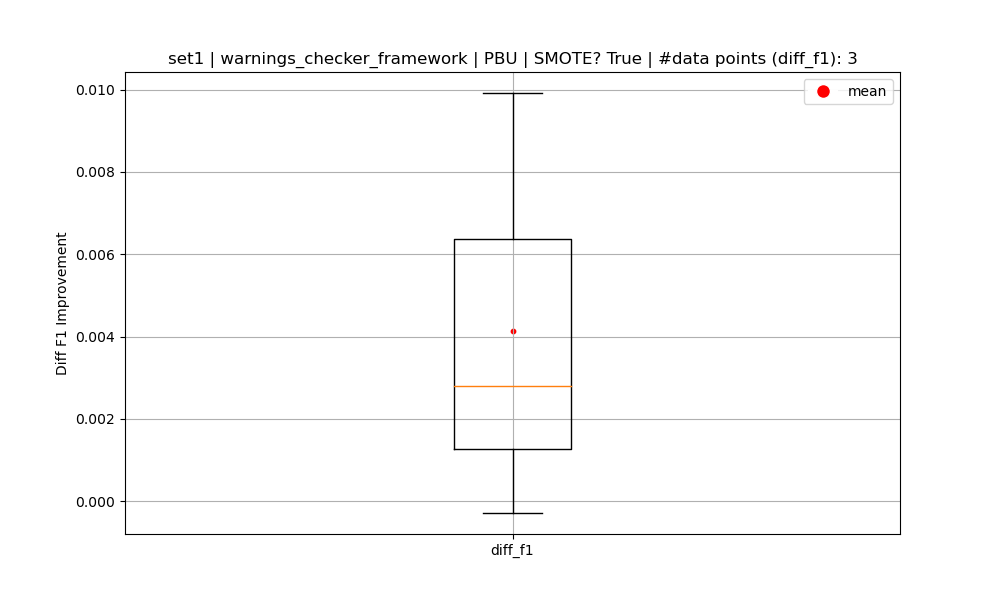 set1 | warnings_checker_framework | PBU | SMOTE? True | #data points (diff_f1): 3
mean
0.010
0.008
0.006
0.004
0.002
0.000
Diff F1 Improvement
diff_f1